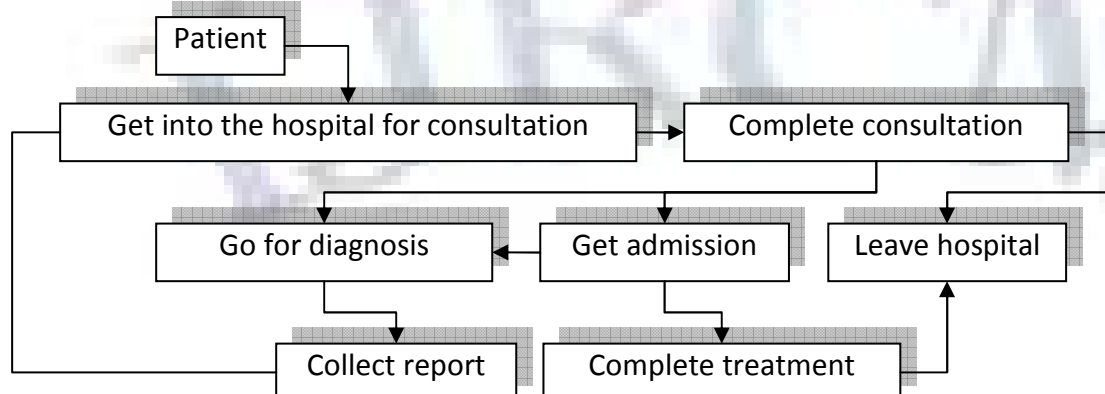 Patient
Get into the hospital for consultation
Complete consultation
Go for diagnosis
Get admission
Leave hospital
Collect report
Complete treatment